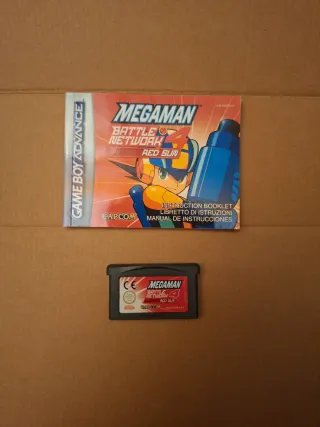 GAME BOY ADVANCE
MEGAMAN
BATTLE
NETWORK 4
RED SUN
CAPCOM
INSTRUCTION BOOKLET
LIBRETTO DI ISTRUZIONI
MANUAL DE INSTRUCCIONES
CE
MEGAMAN
BATTLE
NETWORK 4
RED SUN